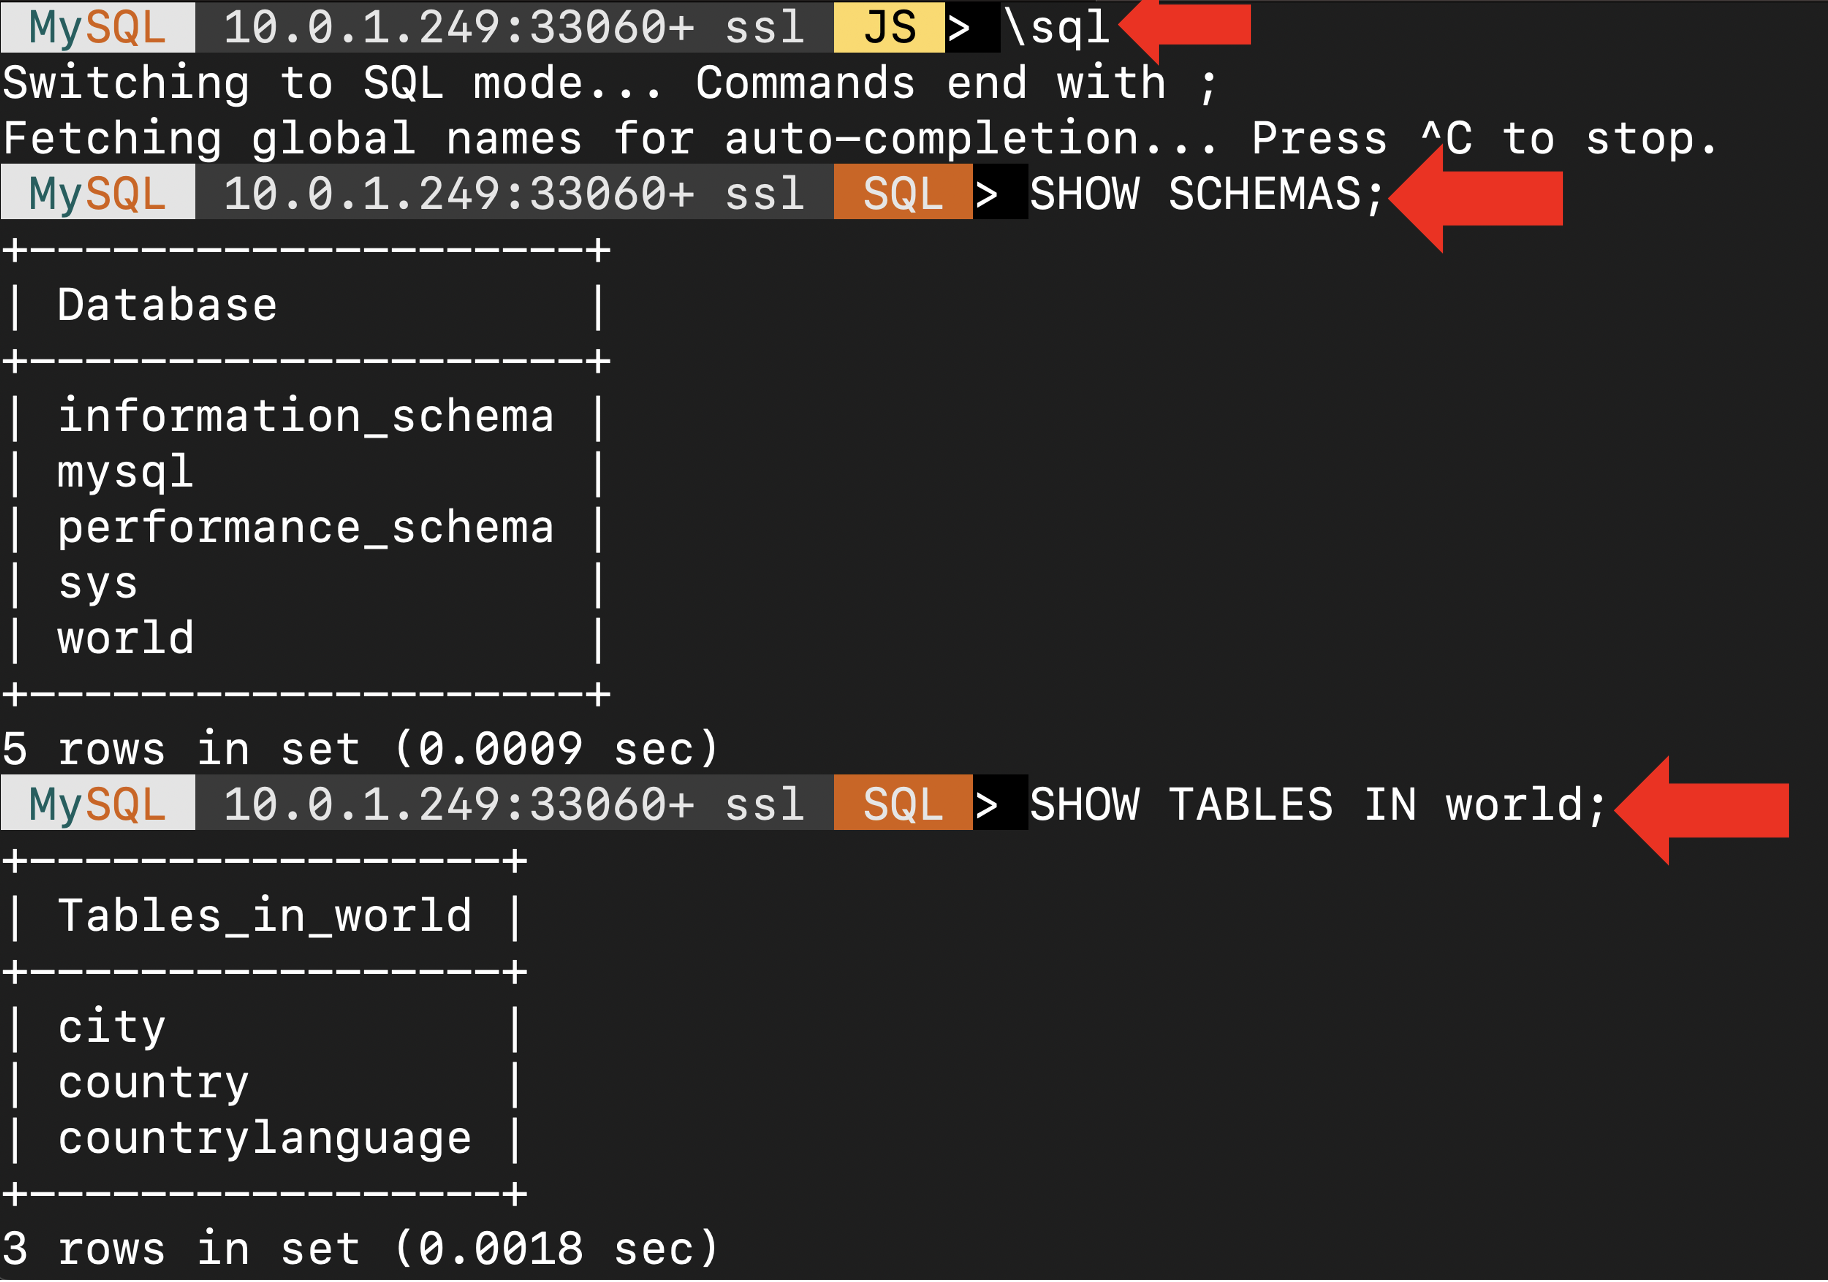 MySQL 10.0.1.249:33060+ ssl JS > \sql
Switching to SQL mode... Commands end with ;
Fetching global names for auto-completion... Press ^C to stop.
MySQL 10.0.1.249:33060+ ssl SQL > SHOW SCHEMAS;
+--------------------+
| Database           |
+--------------------+
| information_schema |
| mysql              |
| performance_schema |
| sys                |
| world              |
+--------------------+
5 rows in set (0.0009 sec)
MySQL 10.0.1.249:33060+ ssl SQL > SHOW TABLES IN world;
+-----------------+
| Tables_in_world |
+-----------------+
| city            |
| country         |
| countrylanguage |
+-----------------+
3 rows in set (0.0018 sec)